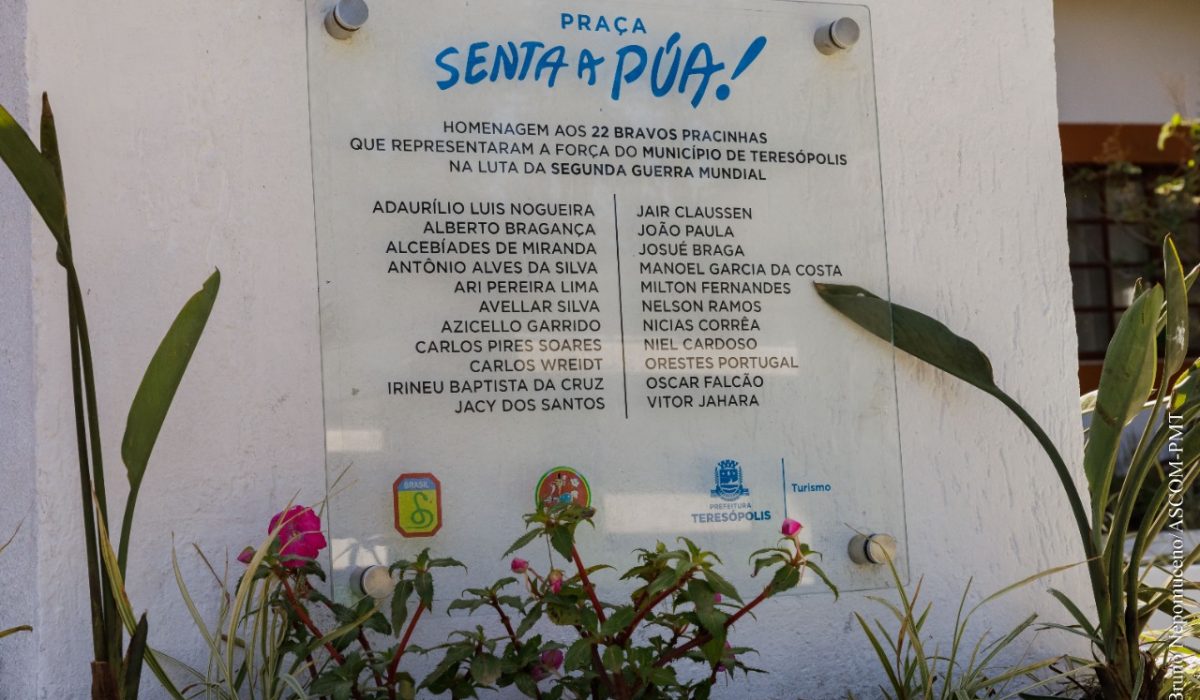 PRAÇA
SENTA A PÚA!
HOMENAGEM AOS 22 BRAVOS PRACINHAS
QUE REPRESENTARAM A FORÇA DO MUNICÍPIO DE TERESÓPOLIS
NA LUTA DA SEGUNDA GUERRA MUNDIAL
ADAURÍLIO LUIS NOGUEIRA
ALBERTO BRAGANÇA
ALCEBÍADES DE MIRANDA
ANTÔNIO ALVES DA SILVA
ARI PEREIRA LIMA
AVELLAR SILVA
AZICELLO GARRIDO
CARLOS PIRES SOARES
CARLOS WREIDT
IRINEU BAPTISTA DA CRUZ
JACY DOS SANTOS
JAIR CLAUSSEN
JOÃO PAULA
JOSUÉ BRAGA
MANOEL GARCIA DA COSTA
MILTON FERNANDES
NELSON RAMOS
NICIAS CORRÊA
NIEL CARDOSO
ORESTES PORTUGAL
OSCAR FALCÃO
VITOR JAHARA
BRASIL
PREFEITURA
TERESÓPOLIS
Turismo
Bruno Nepomuceno/ASCOM-PMT